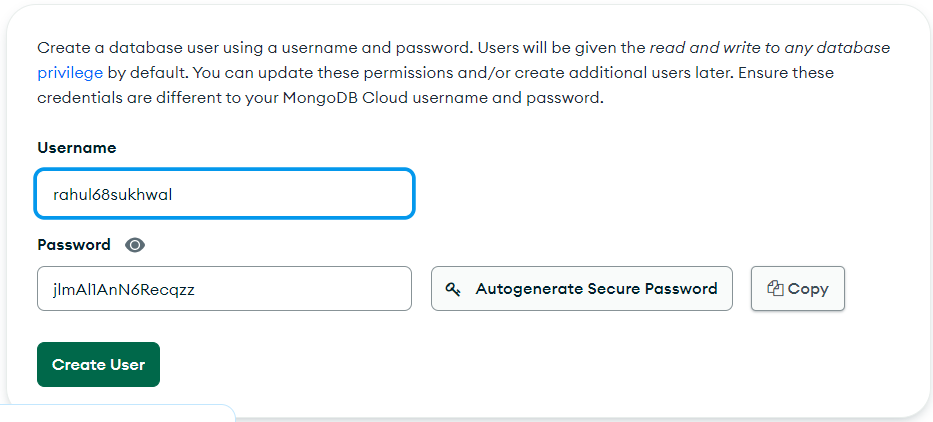 Create a database user using a username and password. Users will be given the read and write to any database
privilege by default. You can update these permissions and/or create additional users later. Ensure these
credentials are different to your MongoDB Cloud username and password.
Username
rahul68sukhwal
Password
jlmAl1AnN6Recqzz
Autogenerate Secure Password
Copy
Create User